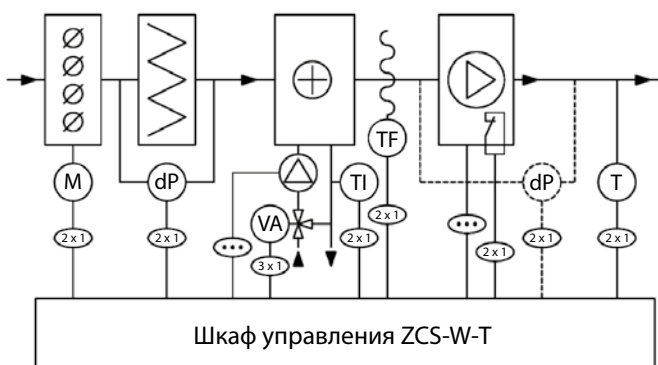 TF
M
dP
TI
dP
T
VA
2 x 1
2 x 1
•••
3 x 1
2 x 1
2 x 1
•••
2 x 1
2 x 1
2 x 1
Шкаф управления ZCS-W-T